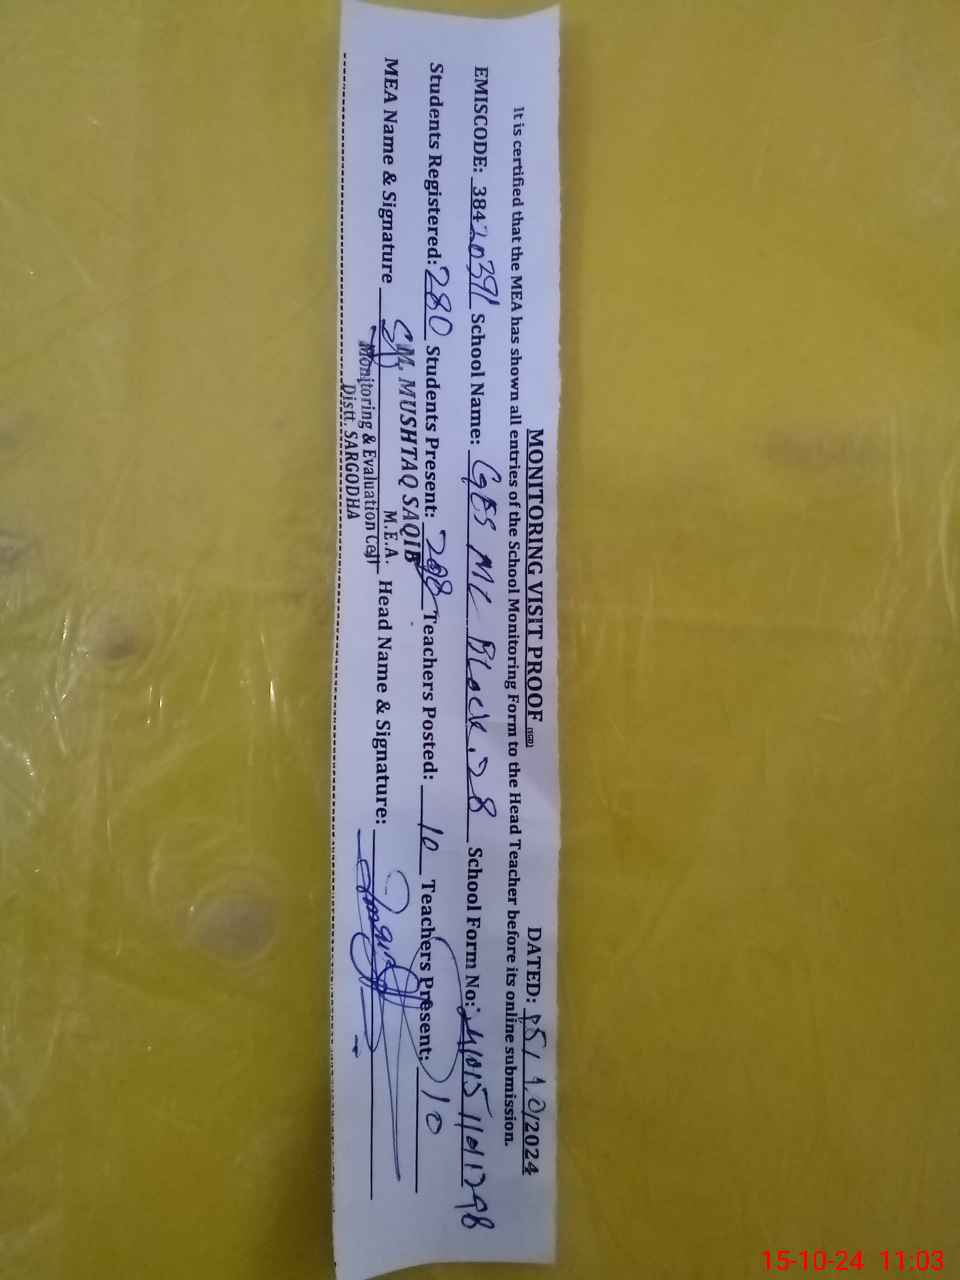 MONITORING VISIT PROOF (SGD) DATED: 15/10/2024
It is certified that the MEA has shown all entries of the School Monitoring Form to the Head Teacher before its online submission.
EMISCODE: 38420391 School Name: GES MC BLOCK.28 School Form No:
Students Registered: 280 Students Present: Teachers Posted: 10 Teachers Present: 10
MEA Name & Signature Head Name & Signature:
SM. MUSHTAQ SAQIB
M.E.A.
Monitoring & Evaluation Cell
Distt. SARGODHA
15-10-24 11:03